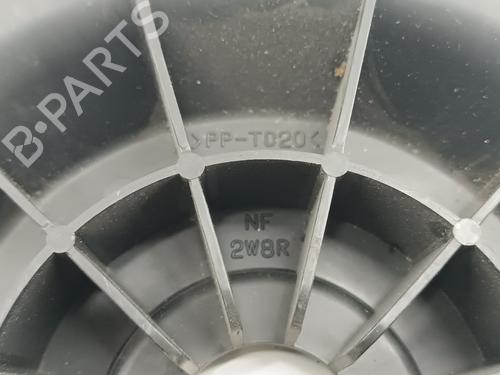 B-PARTS
>PP-TD20<
NF
2W8R